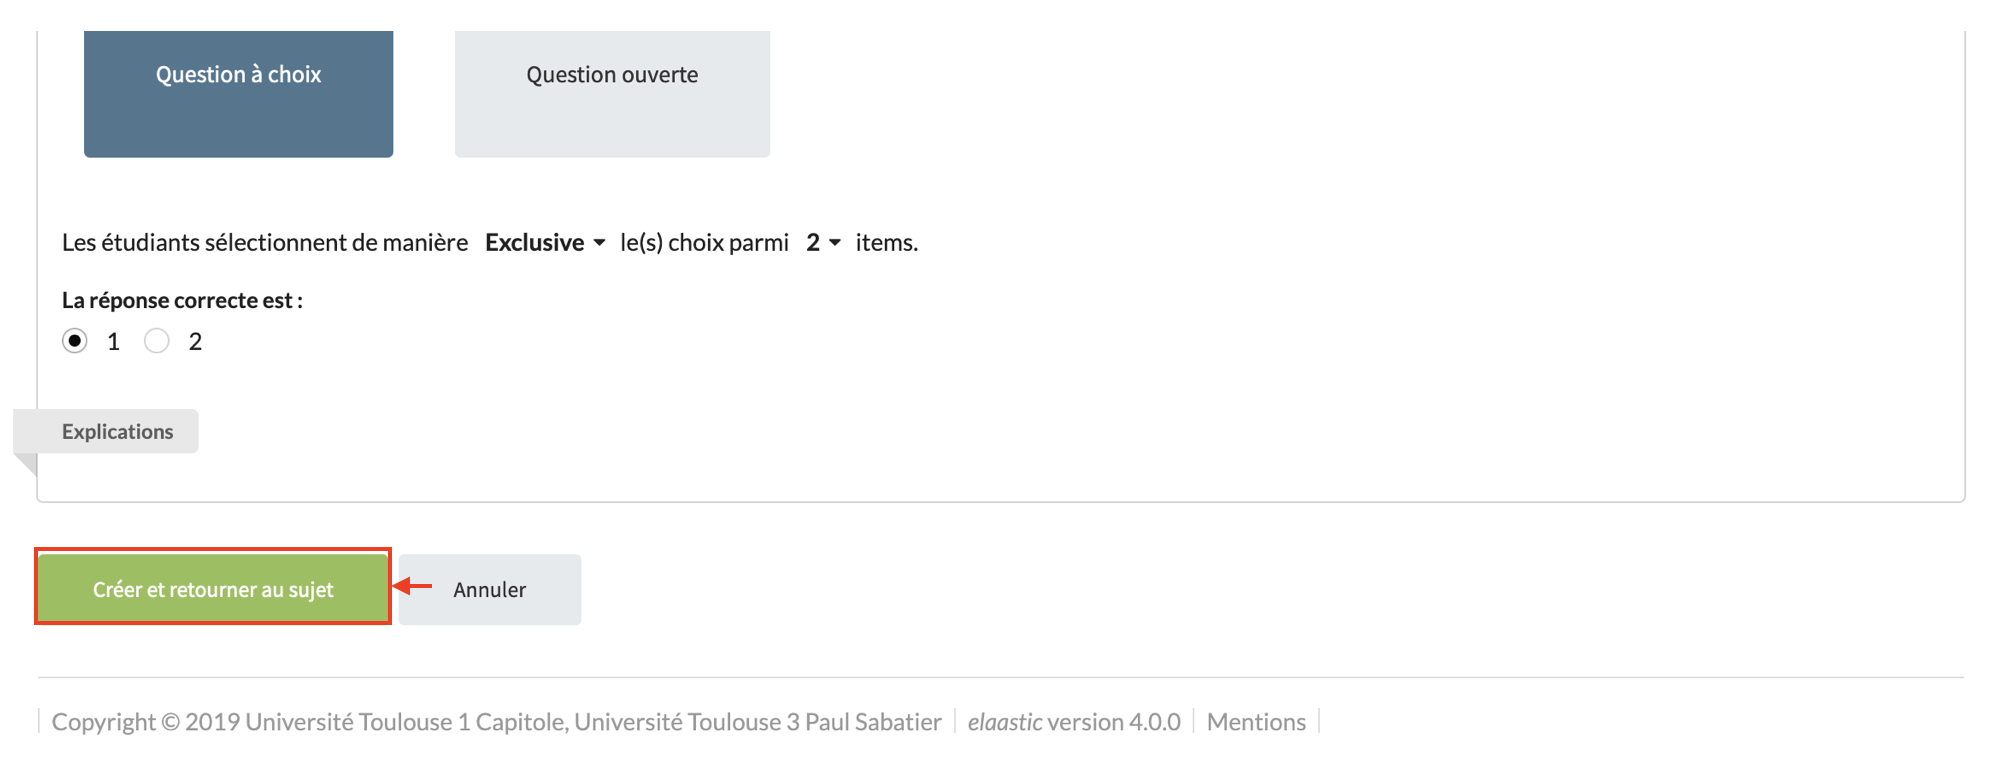 Question à choix Question ouverte
Les étudiants sélectionnent de manière Exclusive le(s) choix parmi 2 items.
La réponse correcte est :
1 2
Explications
Créer et retourner au sujet Annuler
Copyright © 2019 Université Toulouse 1 Capitole, Université Toulouse 3 Paul Sabatier elaastic version 4.0.0 Mentions